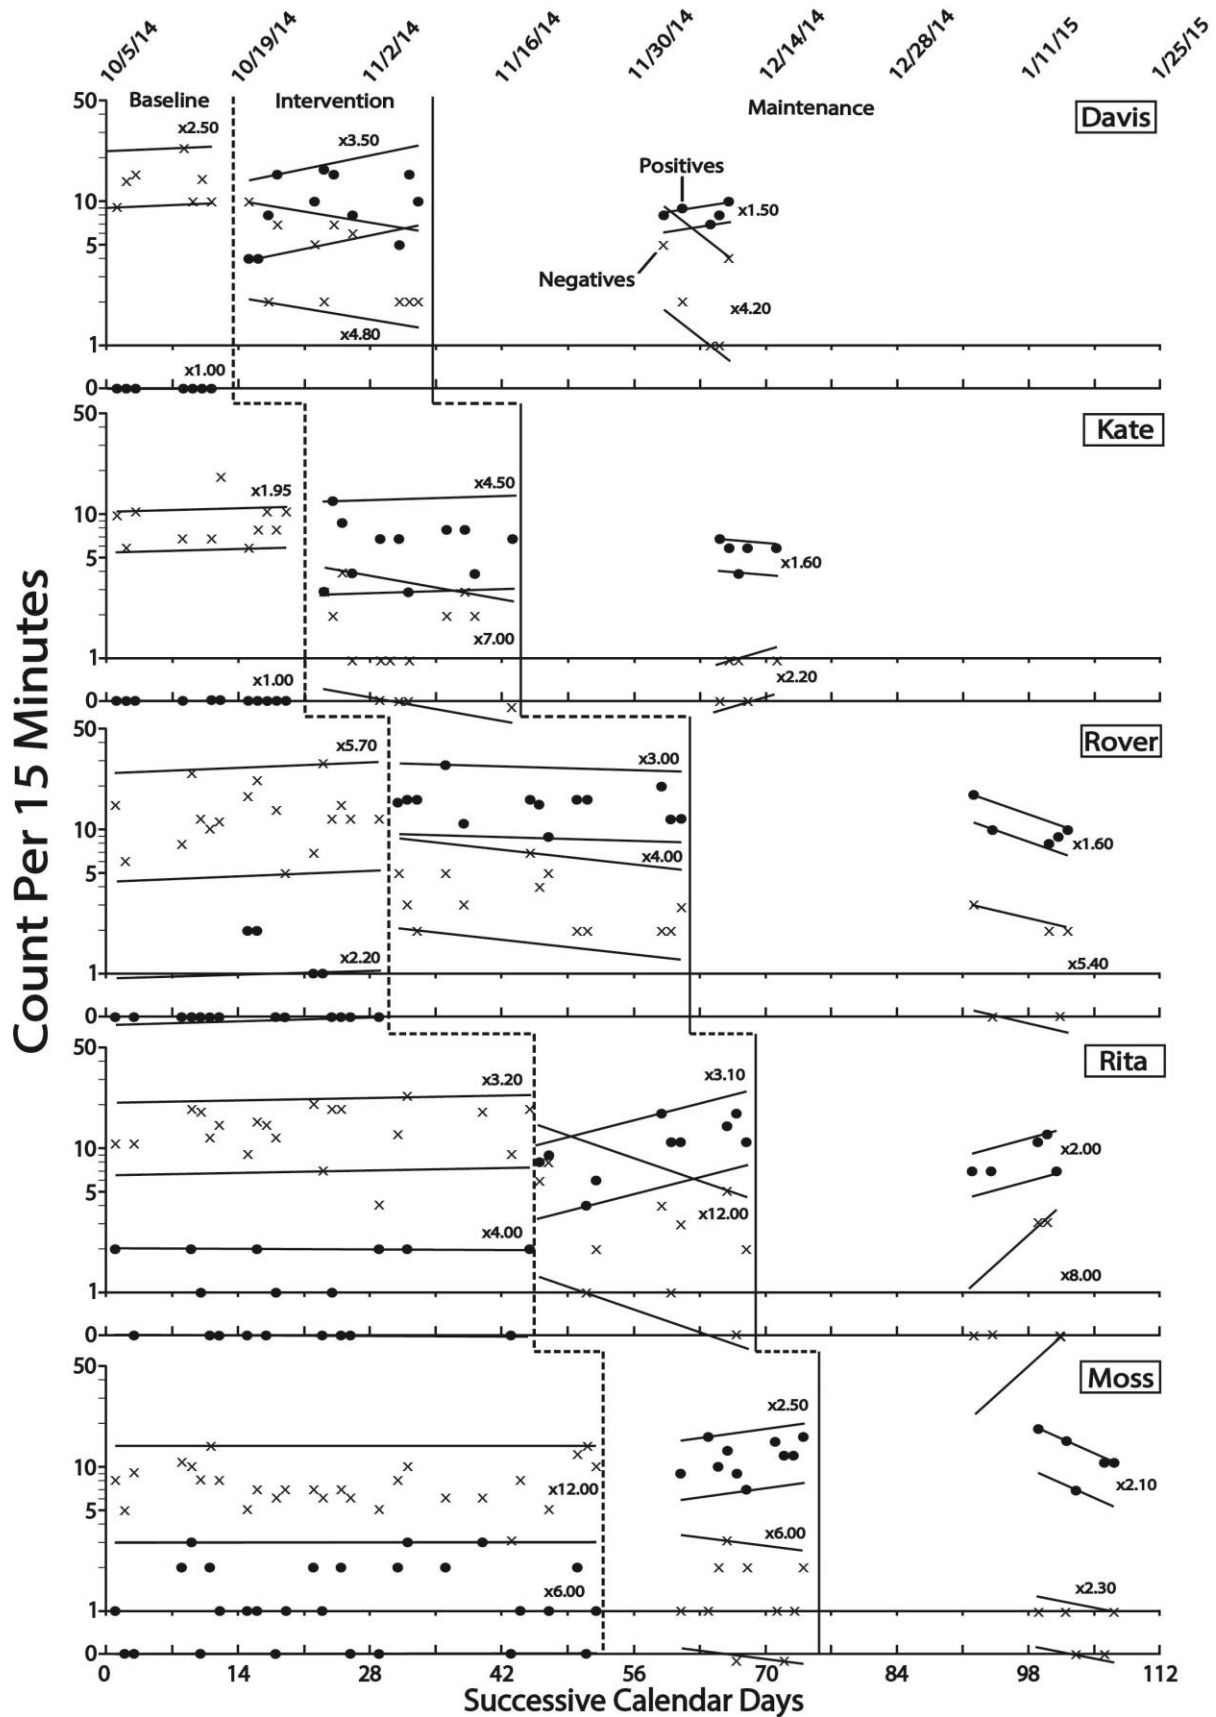 10/5/14 10/19/14 11/2/14 11/16/14 11/30/14 12/14/14 12/28/14 1/11/15 1/25/15
Count Per 15 Minutes
50 Baseline Intervention Maintenance Davis
x2.50 x3.50
Positives
10 x1.50
5 Negatives
x4.80 x4.20
1
x1.00
0
50 Kate
x1.95 x4.50
10
5 x1.60
x7.00
1
x1.00 x2.20
0
50 Rover
x5.70 x3.00
10
x4.00 x1.60
5
x2.20 x5.40
1
0
50 Rita
x3.20 x3.10
10 x2.00
5
x4.00 x12.00
x8.00
1
0
50 Moss
x2.50
10
x12.00 x2.10
5
x6.00
x6.00 x2.30
1
0
0 14 28 42 56 70 84 98 112
Successive Calendar Days